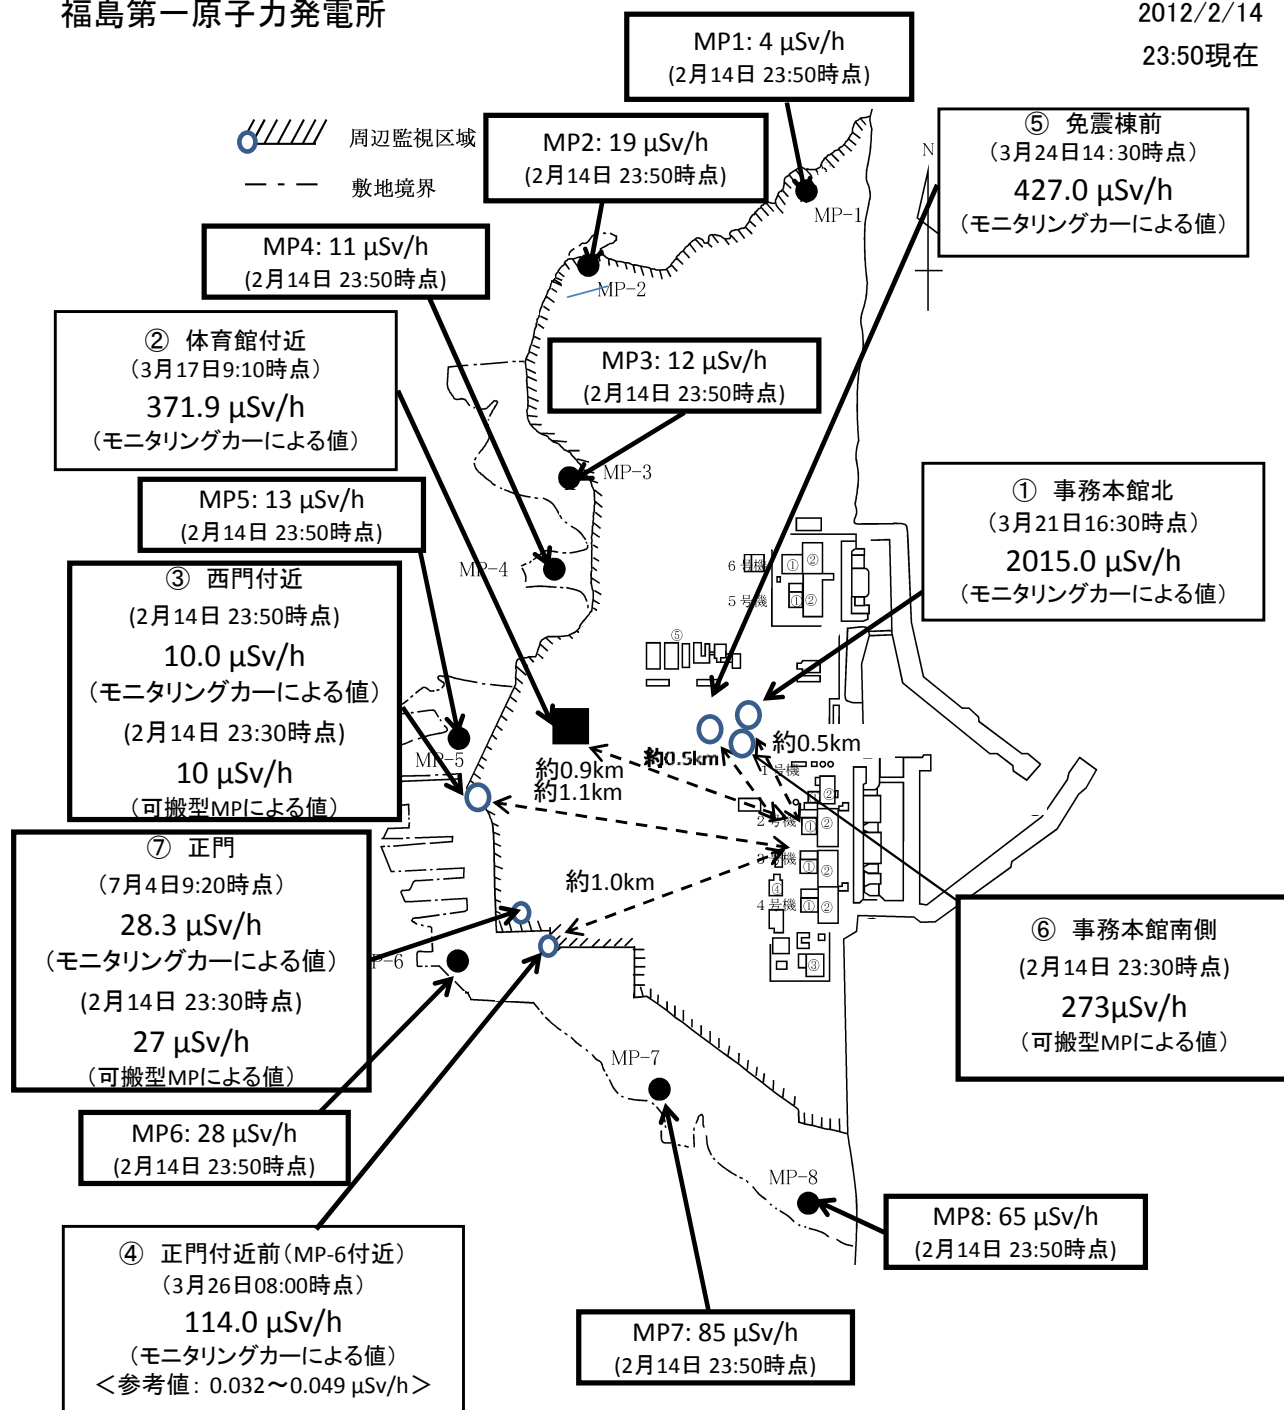 福島第一原子力発電所
2012/2/14
23:50現在
周辺監視区域
敷地境界
MP1: 4 μSv/h
(2月14日 23:50時点)
MP2: 19 μSv/h
(2月14日 23:50時点)
⑤ 免震棟前
(3月24日14:30時点)
427.0 μSv/h
(モニタリングカーによる値)
N
MP-1
MP4: 11 μSv/h
(2月14日 23:50時点)
MP-2
② 体育館付近
(3月17日9:10時点)
371.9 μSv/h
(モニタリングカーによる値)
MP3: 12 μSv/h
(2月14日 23:50時点)
MP-3
MP5: 13 μSv/h
(2月14日 23:50時点)
① 事務本館北
(3月21日16:30時点)
2015.0 μSv/h
(モニタリングカーによる値)
MP-4
6号機
①
②
5号機
①
②
③ 西門付近
(2月14日 23:50時点)
10.0 μSv/h
(モニタリングカーによる値)
(2月14日 23:30時点)
10 μSv/h
(可搬型MPによる値)
⑤
MP-5
約0.9km
約1.1km
約0.5km
約0.5km
1号機
①
②
2号機
①
②
3号機
①
②
④
4号機
①
②
③
約1.0km
⑦ 正門
(7月4日9:20時点)
28.3 μSv/h
(モニタリングカーによる値)
(2月14日 23:30時点)
27 μSv/h
(可搬型MPによる値)
P-6
⑥ 事務本館南側
(2月14日 23:30時点)
273μSv/h
(可搬型MPによる値)
MP-7
MP6: 28 μSv/h
(2月14日 23:50時点)
MP-8
MP8: 65 μSv/h
(2月14日 23:50時点)
④ 正門付近前(MP-6付近)
(3月26日08:00時点)
114.0 μSv/h
(モニタリングカーによる値)
<参考値: 0.032~0.049 μSv/h>
MP7: 85 μSv/h
(2月14日 23:50時点)